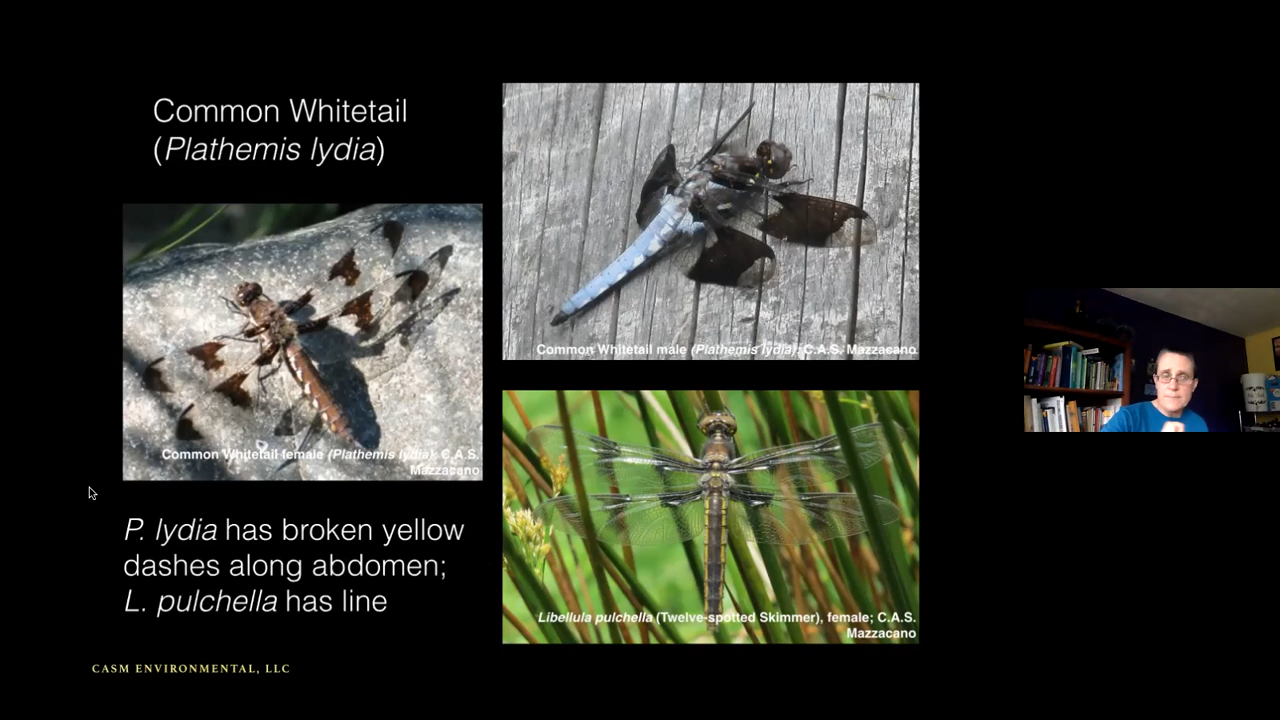 Common Whitetail
(Plathemis lydia)
Common Whitetail male (Plathemis lydia); C.A.S. Mazzacano
Common Whitetail female (Plathemis lydia); C.A.S.
Mazzacano
P. lydia has broken yellow
dashes along abdomen;
L. pulchella has line
Libellula pulchella (Twelve-spotted Skimmer), female; C.A.S.
Mazzacano
CASM ENVIRONMENTAL, LLC